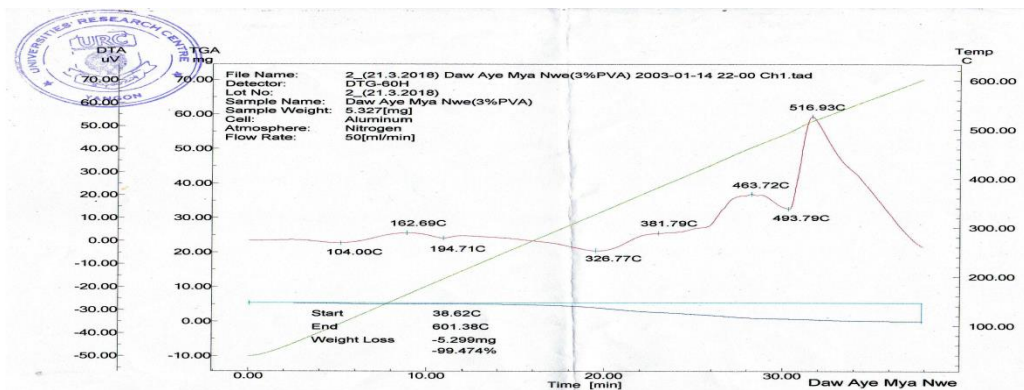 UNIVERSITIES' RESEARCH CENTRE
URC
YANGON
DTA
uV
TGA
mg
Temp
C
File Name: 2_(21.3.2018) Daw Aye Mya Nwe(3%PVA) 2003-01-14 22-00 Ch1.tad
Detector: DTG-60H
Lot No: 2_(21.3.2018)
Sample Name: Daw Aye Mya Nwe(3%PVA)
Sample Weight: 5.327[mg]
Cell: Aluminum
Atmosphere: Nitrogen
Flow Rate: 50[ml/min]
70.00
60.00
50.00
40.00
30.00
20.00
10.00
0.00
-10.00
-20.00
-30.00
-40.00
-50.00
70.00
60.00
50.00
40.00
30.00
20.00
10.00
0.00
-10.00
600.00
500.00
400.00
300.00
200.00
100.00
516.93C
463.72C
493.79C
381.79C
162.69C
194.71C
104.00C
326.77C
Start 38.62C
End 601.38C
Weight Loss -5.299mg
-99.474%
0.00 10.00 20.00 30.00
Time [min]
Daw Aye Mya Nwe